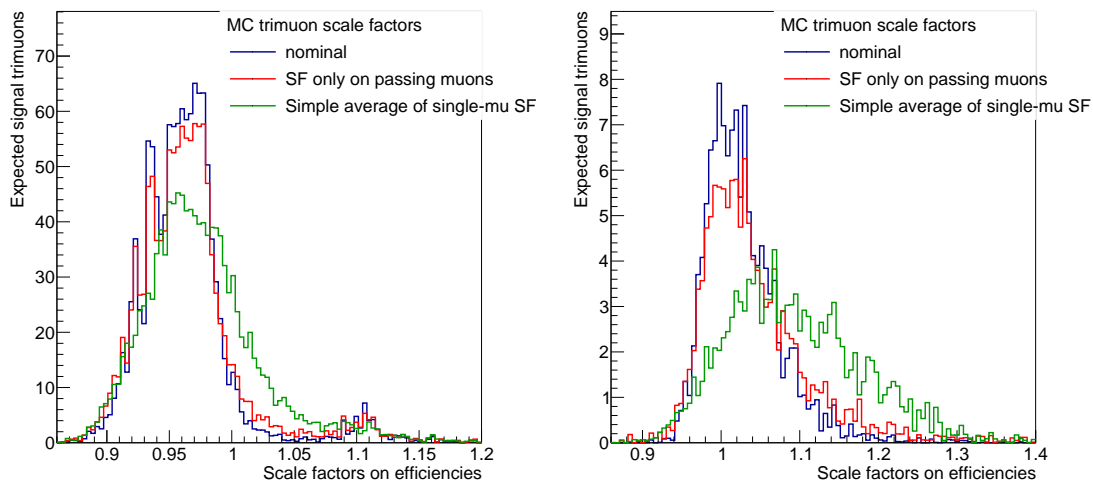 MC trimuon scale factors
nominal
SF only on passing muons
Simple average of single-mu SF
Expected signal trimuons
70
60
50
40
30
20
10
0
0.9 0.95 1 1.05 1.1 1.15 1.2
Scale factors on efficiencies
MC trimuon scale factors
nominal
SF only on passing muons
Simple average of single-mu SF
Expected signal trimuons
9
8
7
6
5
4
3
2
1
0
0.9 1 1.1 1.2 1.3 1.4
Scale factors on efficiencies